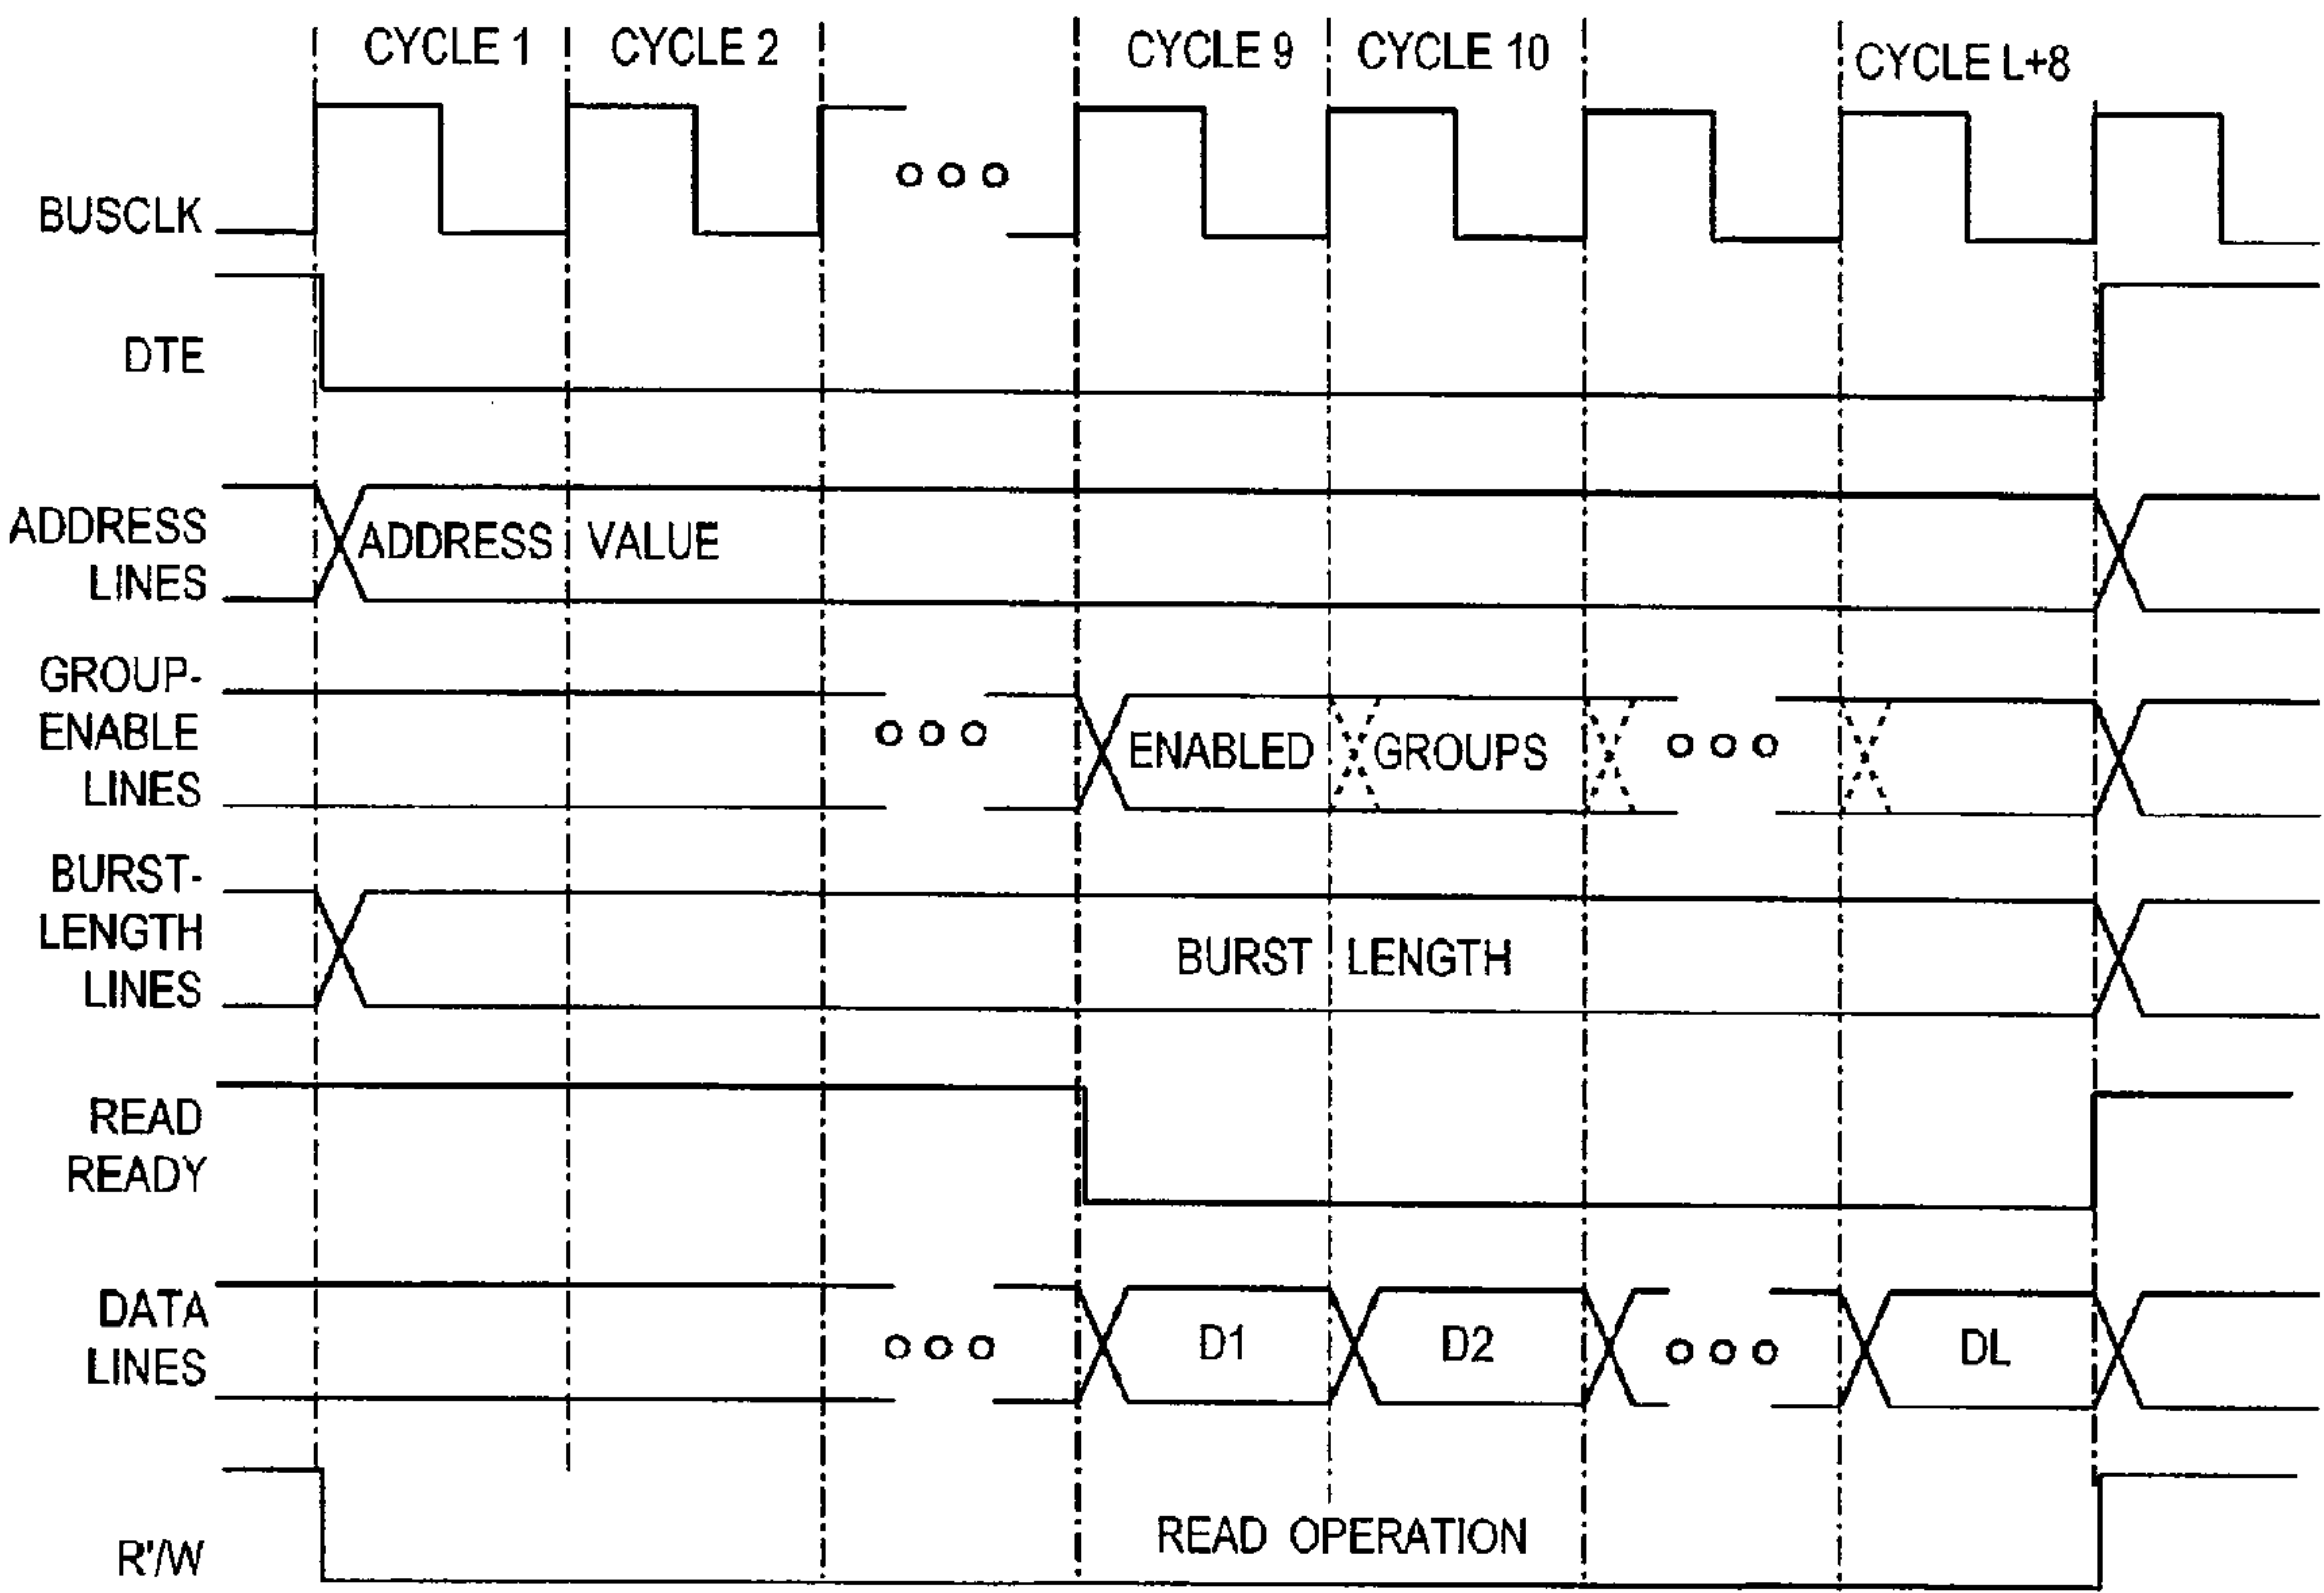 CYCLE 1 CYCLE 2 CYCLE 9 CYCLE 10 CYCLE L+8
BUSCLK
DTE
ADDRESS
LINES
ADDRESS VALUE
GROUP-
ENABLE
LINES
ENABLED GROUPS
BURST-
LENGTH
LINES
BURST LENGTH
READ
READY
DATA
LINES
D1 D2 DL
R'/W
READ OPERATION